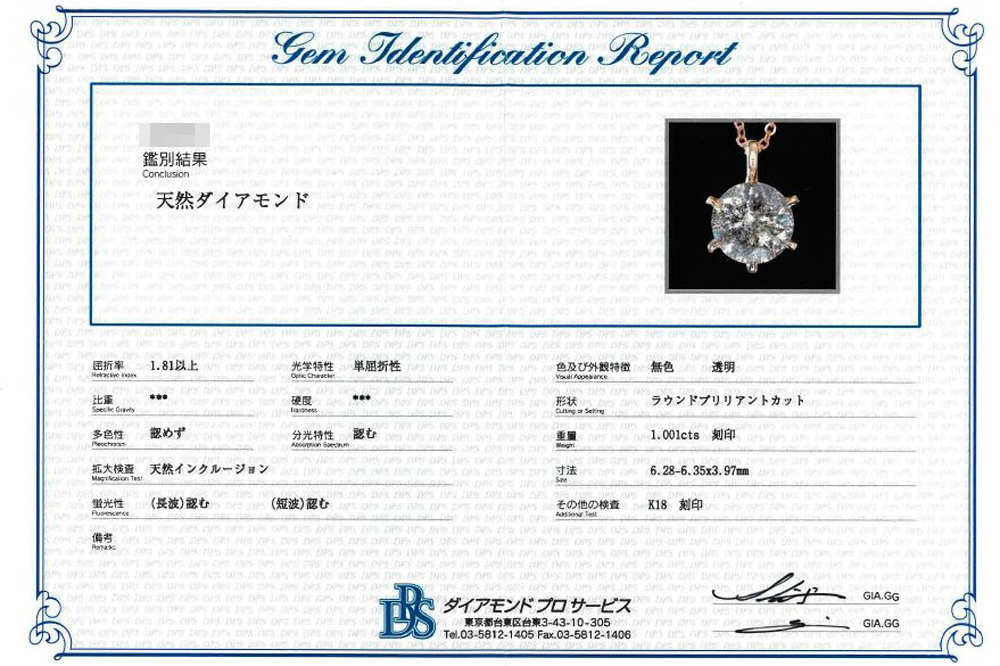 Gem Identification Report
鑑別結果
Conclusion
天然ダイアモンド
屈折率 1.81以上
Refractive Index
比重 ***
Specific Gravity
多色性 認めず
Pleochroism
拡大検査 天然インクルージョン
Magnification Test
蛍光性 (長波)認む (短波)認む
Fluorescence
備考
Remarks
光学特性 単屈折性
Optic Character
硬度 ***
Hardness
分光特性 認む
Absorption Spectrum
色及び外観特徴 無色 透明
Visual Appearance
形状 ラウンドブリリアントカット
Cutting or Setting
重量 1.001cts 刻印
Weight
寸法 6.28-6.35x3.97mm
Size
その他の検査 K18 刻印
Additional Test
DPS ダイアモンド プロ サービス
東京都台東区台東3-43-10-305
Tel.03-5812-1405 Fax.03-5812-1406
GIA.GG
GIA.GG